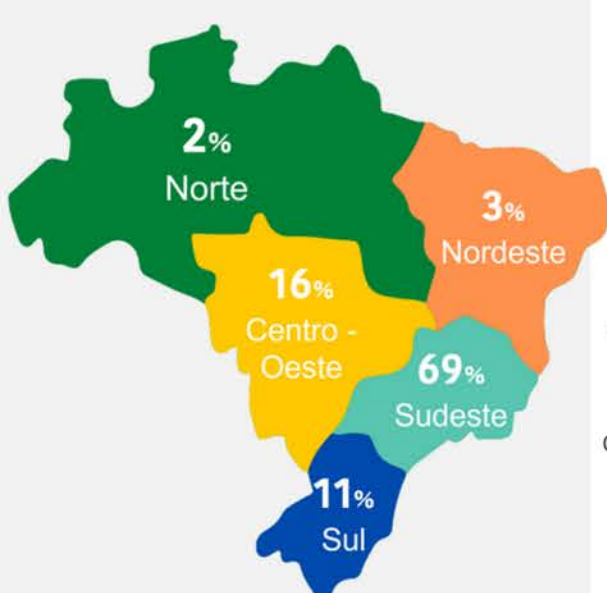 2%
Norte
3%
Nordeste
16%
Centro -
Oeste
69%
Sudeste
11%
Sul